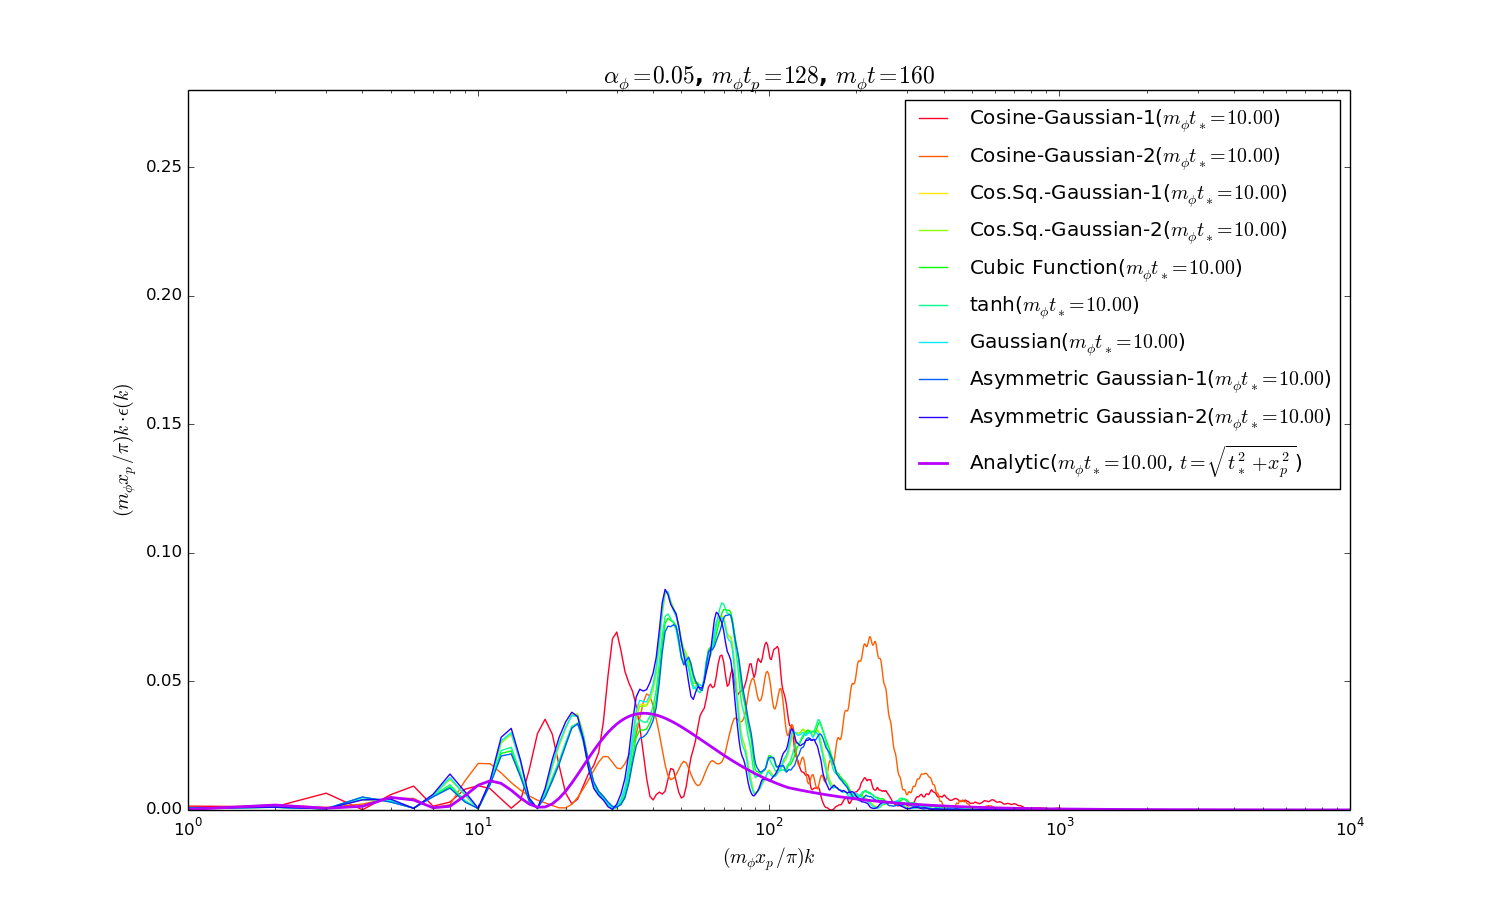 α_ϕ=0.05, m_ϕt_p=128, m_ϕt=160
Cosine-Gaussian-1(m_ϕt_*=10.00)
Cosine-Gaussian-2(m_ϕt_*=10.00)
Cos.Sq.-Gaussian-1(m_ϕt_*=10.00)
Cos.Sq.-Gaussian-2(m_ϕt_*=10.00)
Cubic Function(m_ϕt_*=10.00)
tanh(m_ϕt_*=10.00)
Gaussian(m_ϕt_*=10.00)
Asymmetric Gaussian-1(m_ϕt_*=10.00)
Asymmetric Gaussian-2(m_ϕt_*=10.00)
Analytic(m_ϕt_*=10.00, t=√(t_*^2+x_p^2))
(m_ϕx_p/π)k·ϵ(k)
0.25
0.20
0.15
0.10
0.05
0.00
10^0 10^1 10^2 10^3 10^4
(m_ϕx_p/π)k